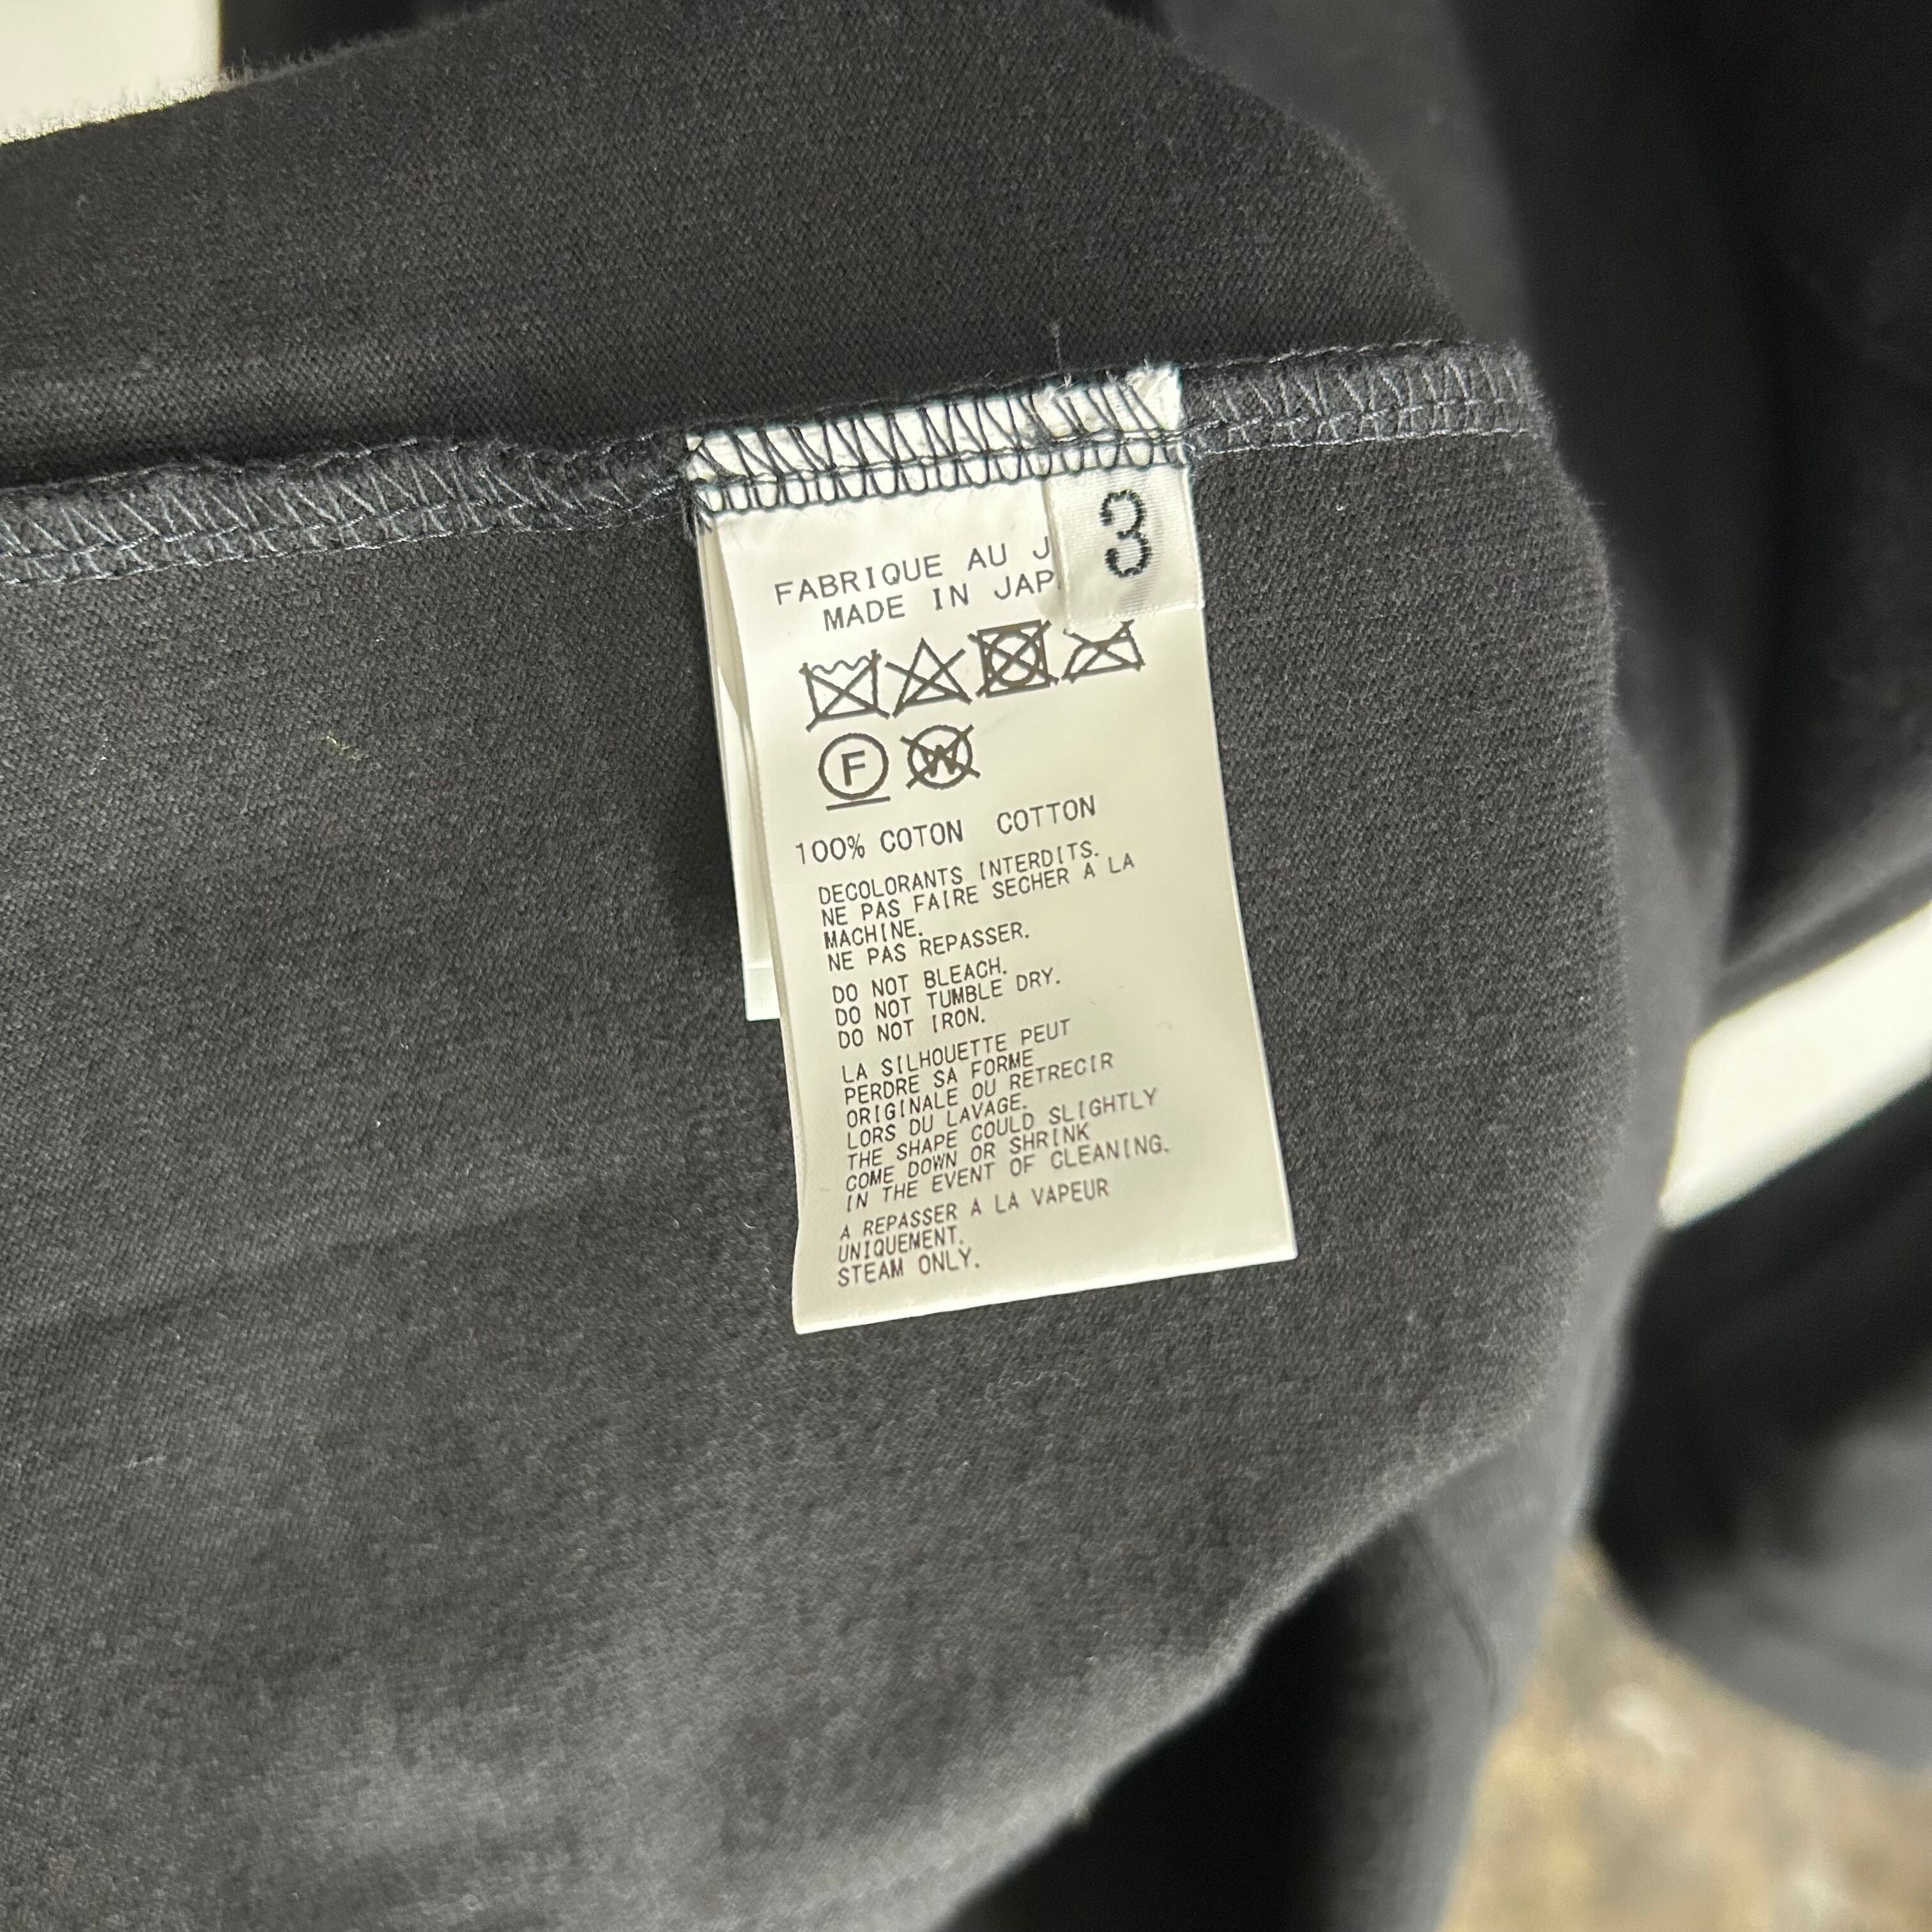 3
FABRIQUE AU J
MADE IN JAP
F W
100% COTON COTTON
DECOLORANTS INTERDITS.
NE PAS FAIRE SECHER A LA
MACHINE.
NE PAS REPASSER.
DO NOT BLEACH.
DO NOT TUMBLE DRY.
DO NOT IRON.
LA SILHOUETTE PEUT
PERDRE SA FORME
ORIGINALE OU RETRECIR
LORS DU LAVAGE.
THE SHAPE COULD SLIGHTLY
COME DOWN OR SHRINK
IN THE EVENT OF CLEANING.
A REPASSER A LA VAPEUR
UNIQUEMENT.
STEAM ONLY.